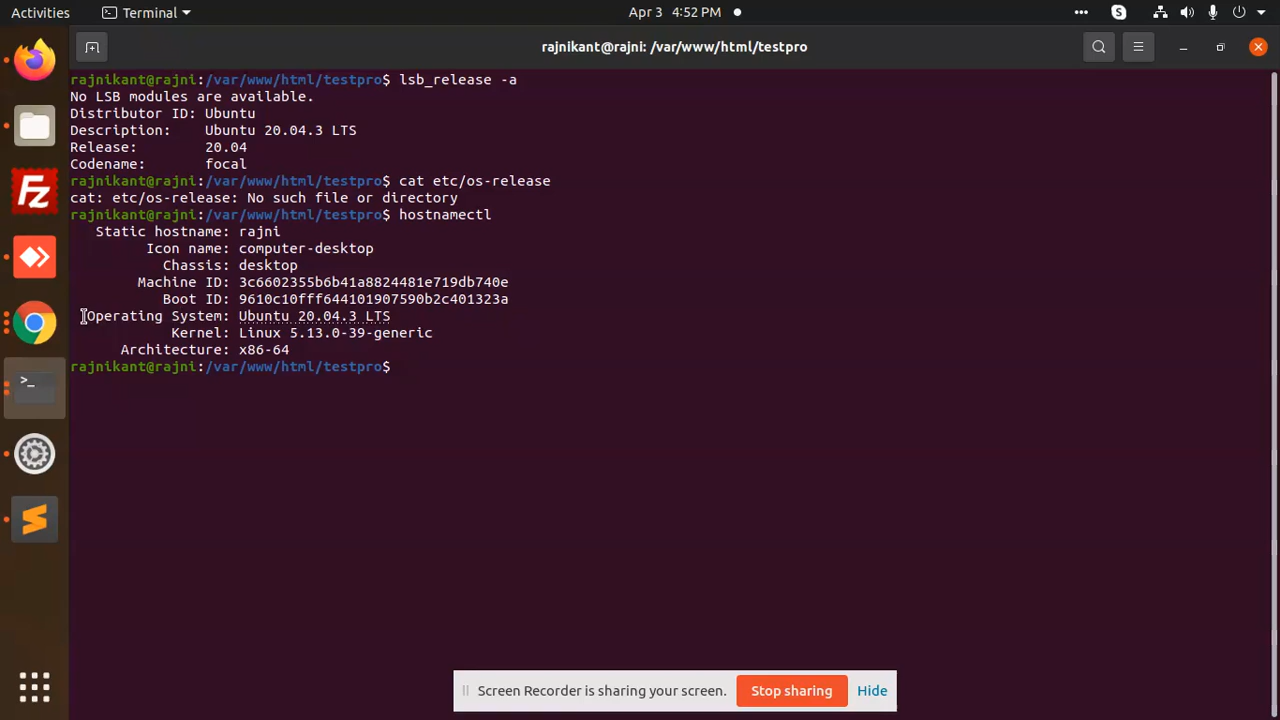 Activities Terminal Apr 3 4:52 PM
rajnikant@rajni: /var/www/html/testpro
rajnikant@rajni:/var/www/html/testpro$ lsb_release -a
No LSB modules are available.
Distributor ID: Ubuntu
Description: Ubuntu 20.04.3 LTS
Release: 20.04
Codename: focal
rajnikant@rajni:/var/www/html/testpro$ cat etc/os-release
cat: etc/os-release: No such file or directory
rajnikant@rajni:/var/www/html/testpro$ hostnamectl
Static hostname: rajni
Icon name: computer-desktop
Chassis: desktop
Machine ID: 3c6602355b6b41a8824481e719db740e
Boot ID: 9610c10fff644101907590b2c401323a
Operating System: Ubuntu 20.04.3 LTS
Kernel: Linux 5.13.0-39-generic
Architecture: x86-64
rajnikant@rajni:/var/www/html/testpro$
Screen Recorder is sharing your screen. Stop sharing Hide